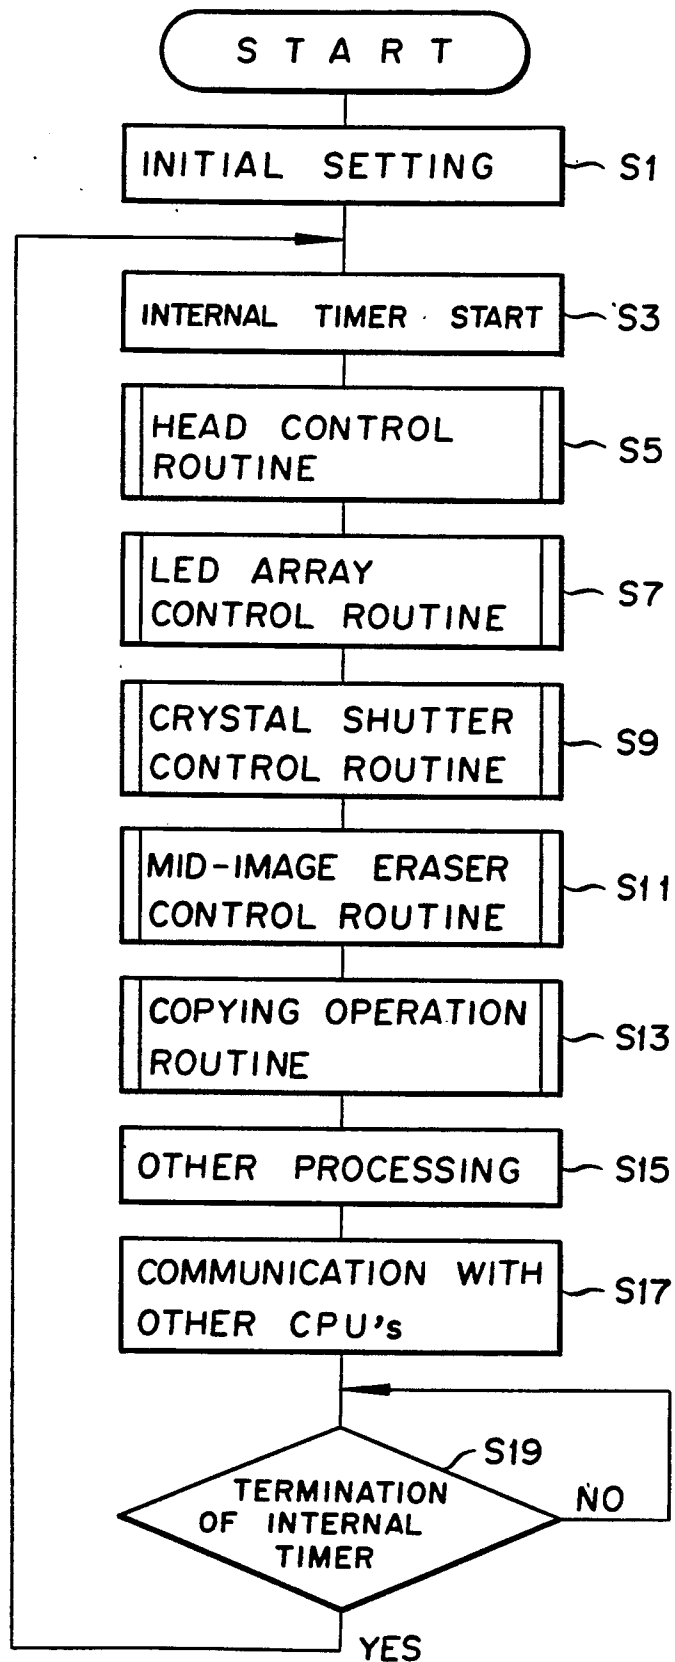 START
INITIAL SETTING
S1
INTERNAL TIMER START
S3
HEAD CONTROL
ROUTINE
S5
LED ARRAY
CONTROL ROUTINE
S7
CRYSTAL SHUTTER
CONTROL ROUTINE
S9
MID-IMAGE ERASER
CONTROL ROUTINE
S11
COPYING OPERATION
ROUTINE
S13
OTHER PROCESSING
S15
COMMUNICATION WITH
OTHER CPU's
S17
S19
TERMINATION
OF INTERNAL
TIMER
NO
YES